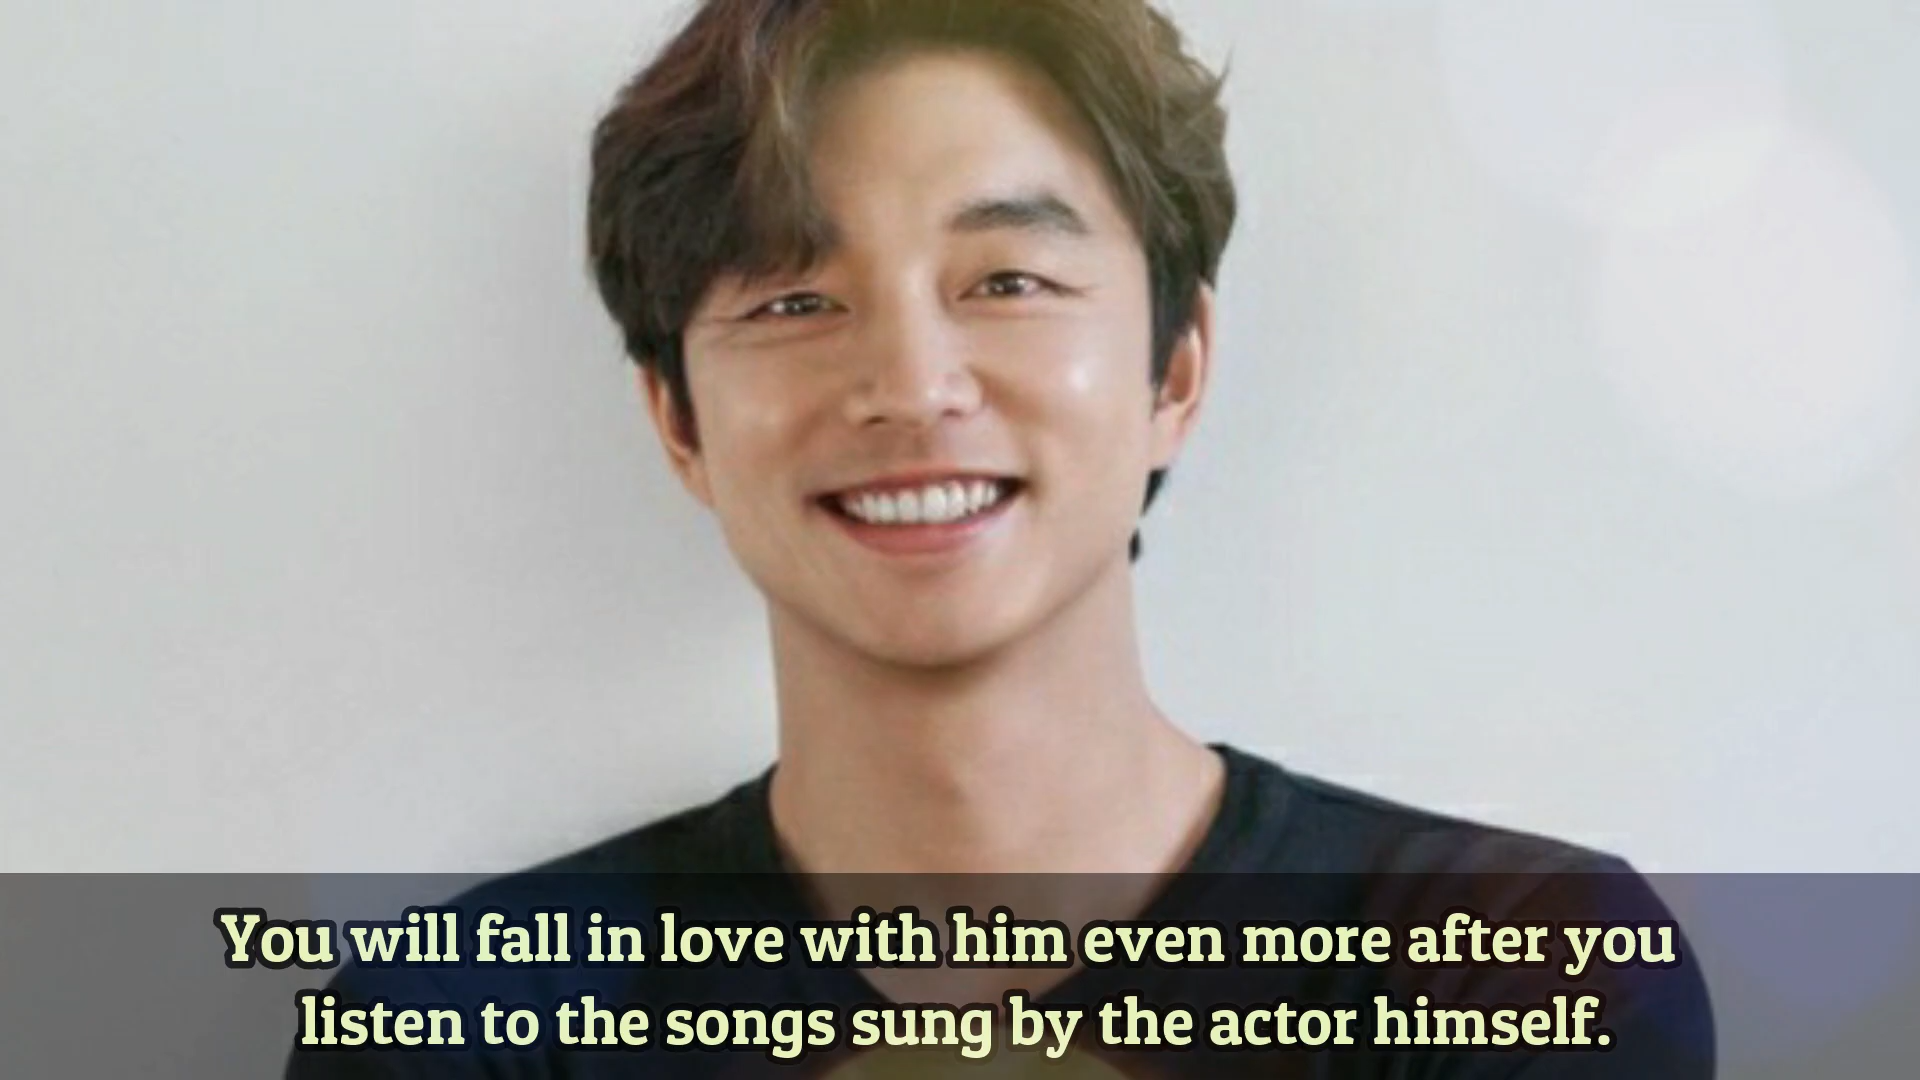 You will fall in love with him even more after you
listen to the songs sung by the actor himself.